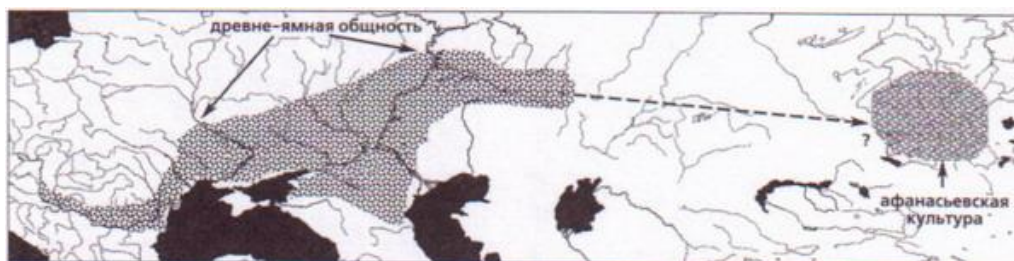 древне-ямная общность
?
афанасьевская
культура